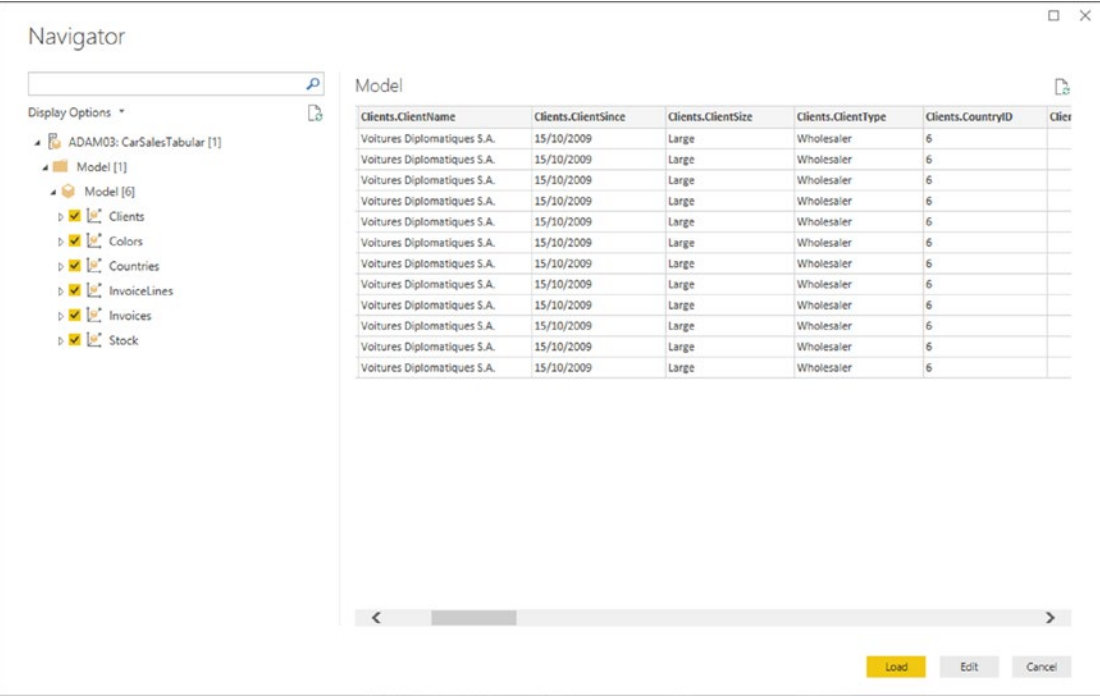 Navigator
Display Options
ADAM03: CarSalesTabular [1]
Model [1]
Model [6]
Clients
Colors
Countries
InvoiceLines
Invoices
Stock
Model
Clients.ClientName Clients.ClientSince Clients.ClientSize Clients.ClientType Clients.CountryID Clien
Voitures Diplomatiques S.A. 15/10/2009 Large Wholesaler 6
Voitures Diplomatiques S.A. 15/10/2009 Large Wholesaler 6
Voitures Diplomatiques S.A. 15/10/2009 Large Wholesaler 6
Voitures Diplomatiques S.A. 15/10/2009 Large Wholesaler 6
Voitures Diplomatiques S.A. 15/10/2009 Large Wholesaler 6
Voitures Diplomatiques S.A. 15/10/2009 Large Wholesaler 6
Voitures Diplomatiques S.A. 15/10/2009 Large Wholesaler 6
Voitures Diplomatiques S.A. 15/10/2009 Large Wholesaler 6
Voitures Diplomatiques S.A. 15/10/2009 Large Wholesaler 6
Voitures Diplomatiques S.A. 15/10/2009 Large Wholesaler 6
Voitures Diplomatiques S.A. 15/10/2009 Large Wholesaler 6
Voitures Diplomatiques S.A. 15/10/2009 Large Wholesaler 6
Load Edit Cancel